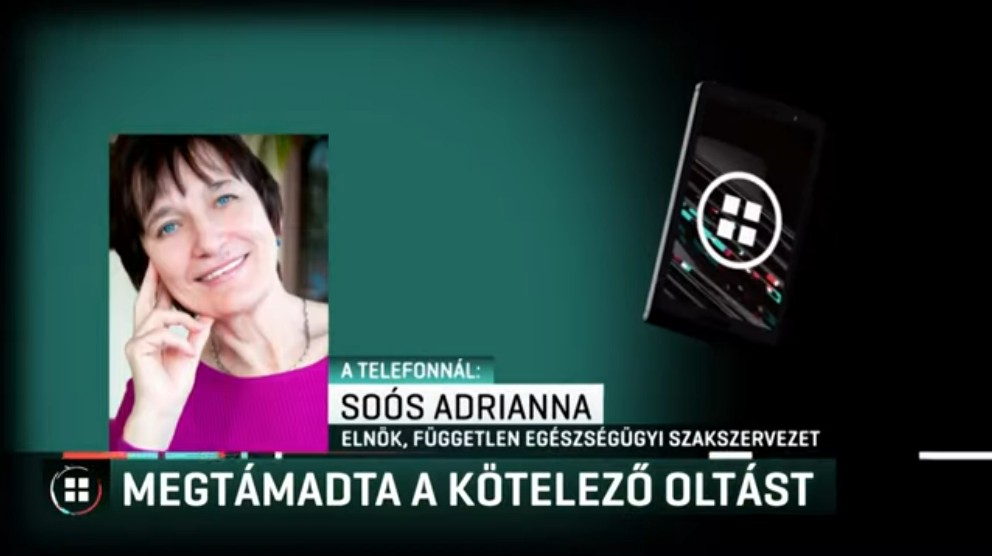 A TELEFONNÁL:
SOÓS ADRIANNA
ELNÖK, FÜGGETLEN EGÉSZSÉGÜGYI SZAKSZERVEZET
MEGTÁMADTA A KÖTELEZŐ OLTÁST